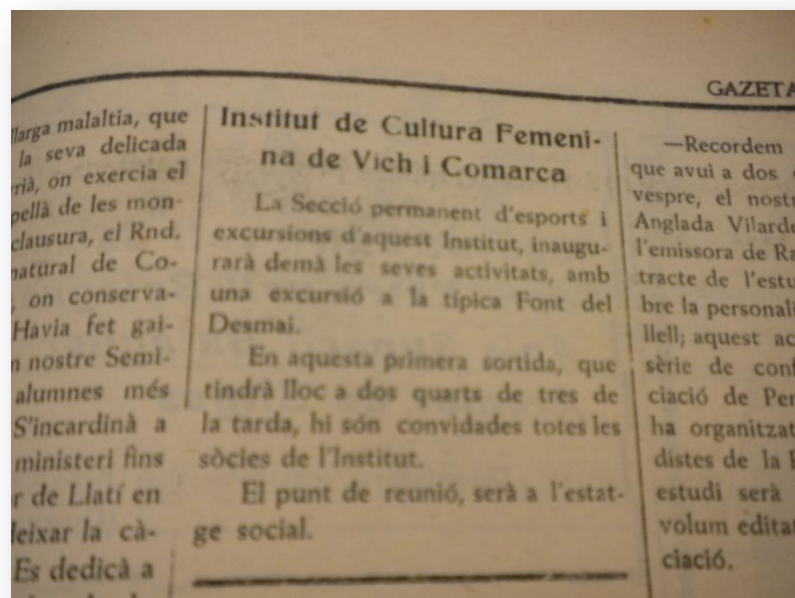 GAZETA
llarga malaltia, que
la seva delicada
rià, on exercia el
pellà de les mon-
clausura, el Rnd.
natural de Co-
, on conserva-
Havia fet gai-
n nostre Semi-
alumnes més
S'incardinà a
ministeri fins
r de Llatí en
leixar la cà-
Es dedicà a
Institut de Cultura Femeni-
na de Vich i Comarca
La Secció permanent d'esports i
excursions d'aquest Institut, inaugu-
rarà demà les seves activitats, amb
una excursió a la típica Font del
Desmai.
En aquesta primera sortida, que
tindrà lloc a dos quarts de tres de
la tarda, hi són convidades totes les
sòcies de l'Institut.
El punt de reunió, serà a l'estat-
ge social.
—Recordem
que avui a dos
vespre, el nostr
Anglada Vilarde
l'emissora de Ra
tracte de l'estu
bre la personali
llell; aquest ac
sèrie de conf
ciació de Per
ha organitzat
distes de la
estudi serà
volum editat
ciació.